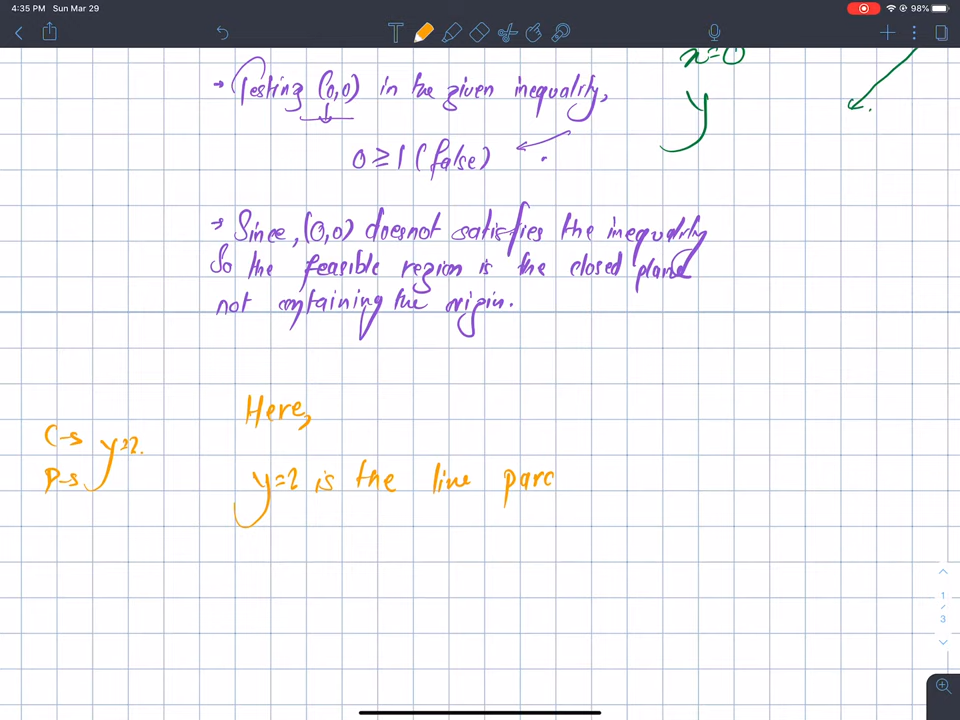 4:35 PM Sun Mar 29
98%
x=0
y
→ Testing (0,0) in the given inequality,
0 ≥ 1 (false)
→ Since, (0,0) doesnot satisfies the inequality
So the feasible region is the closed plane
not containing the origin.
Here,
C→s y=2.
P→s
y=2 is the line para
1
/
3